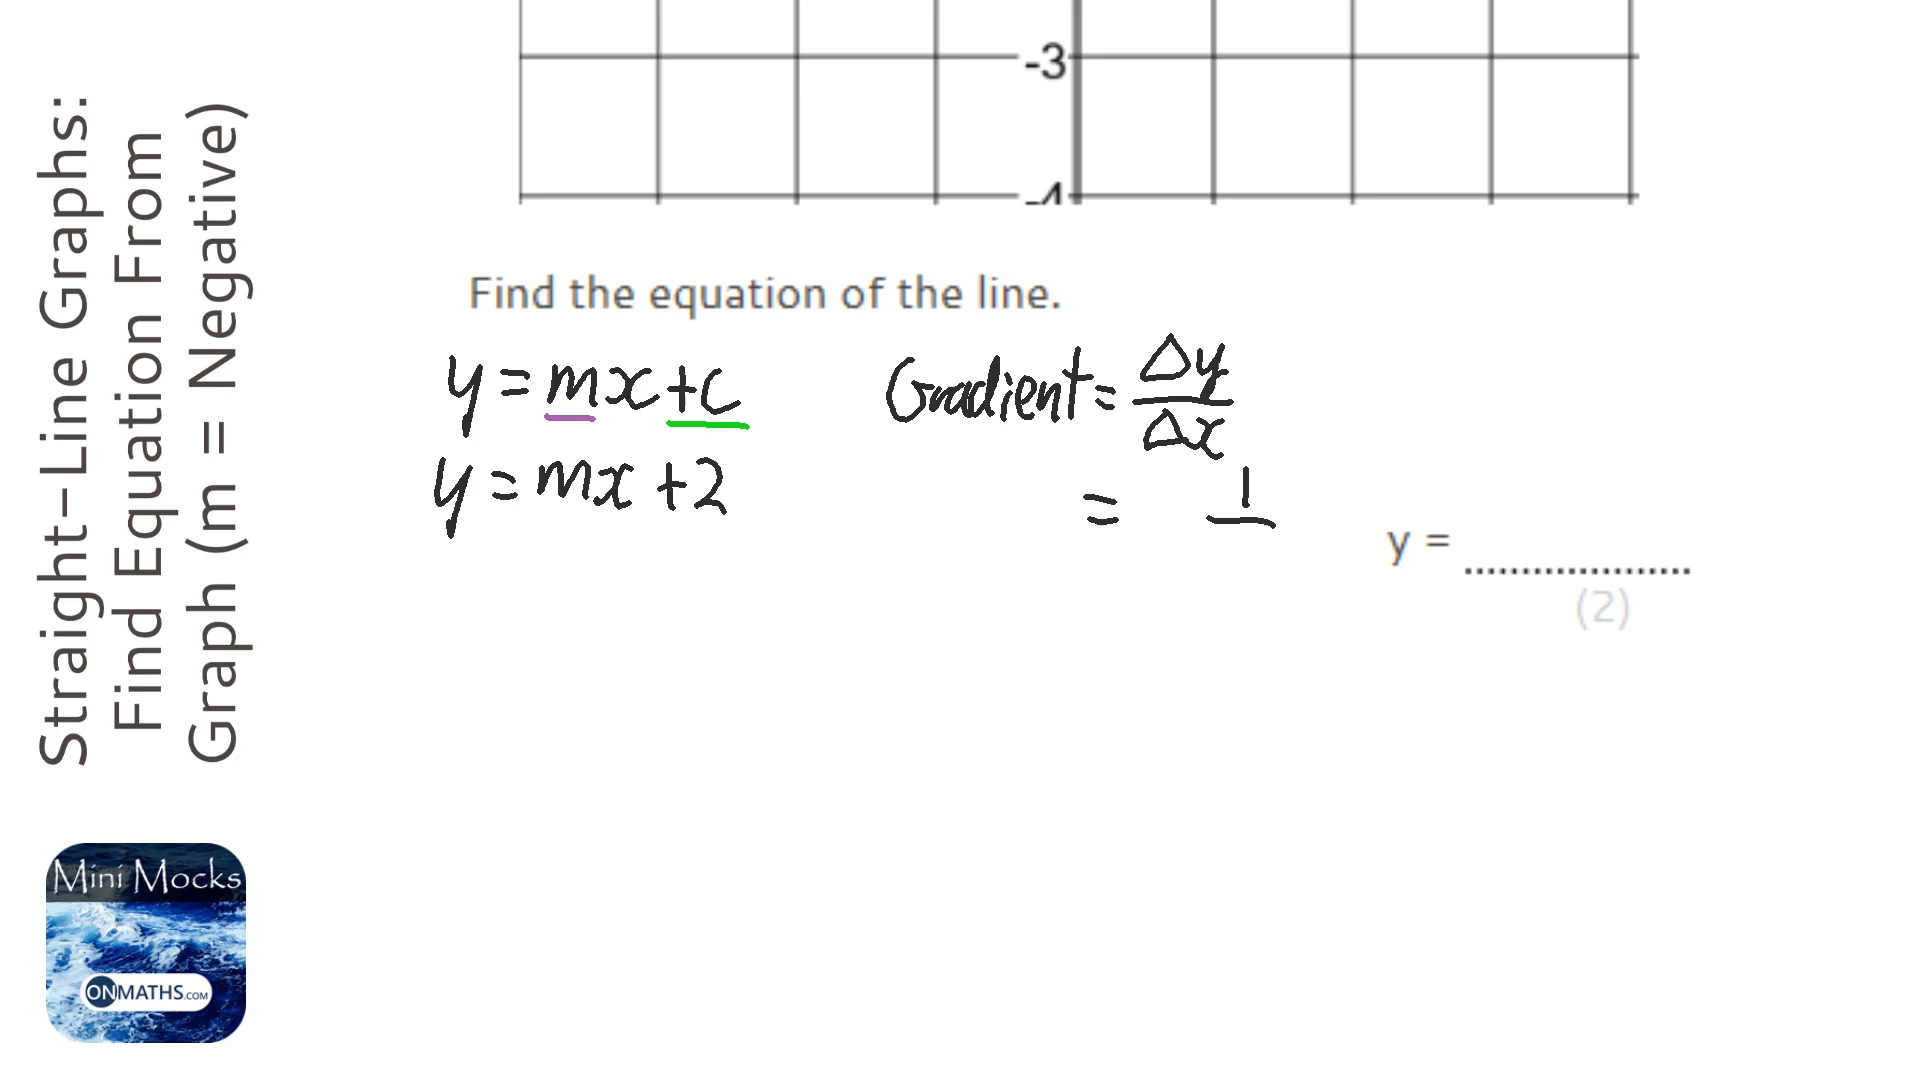 Straight-Line Graphs:
Find Equation From
Graph (m = Negative)
-3
-4
Find the equation of the line.
y = mx + c
Gradient = Δy/Δx
y = mx + 2
= 1
y = ....................
(2)
Mini Mocks
ONMATHS.COM